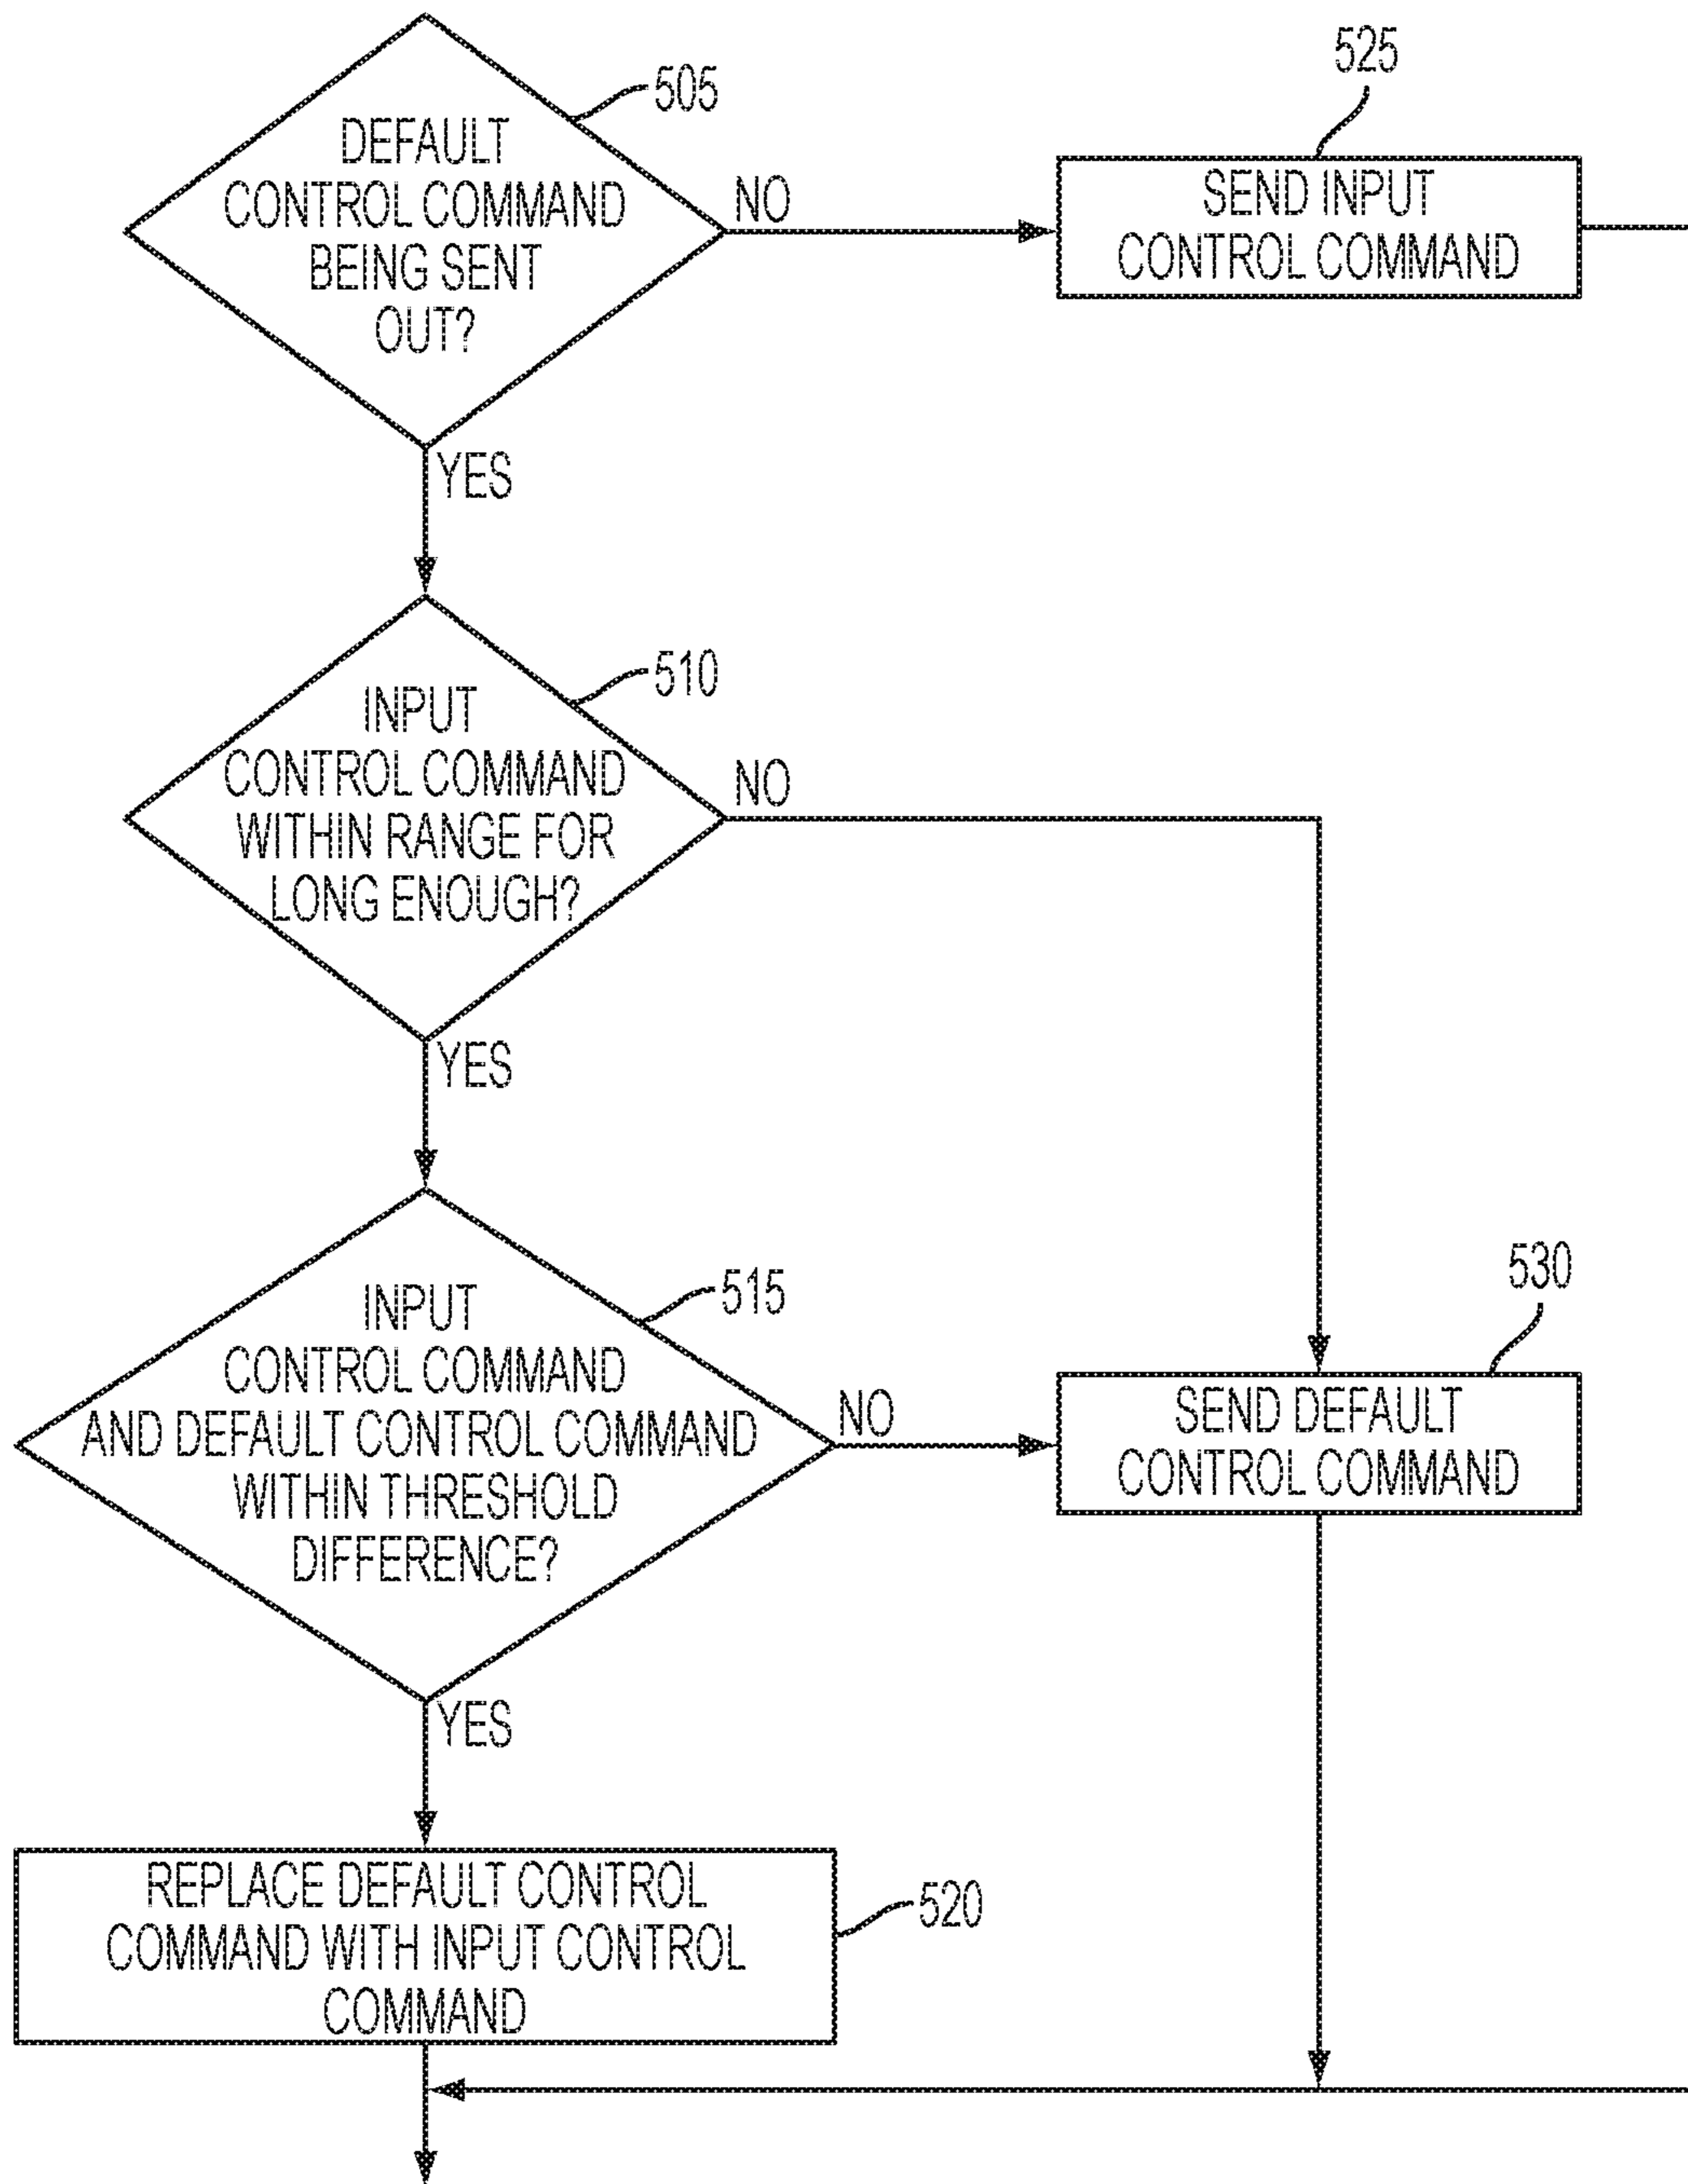 DEFAULT
CONTROL COMMAND
BEING SENT
OUT?
505
NO
525
SEND INPUT
CONTROL COMMAND
YES
INPUT
CONTROL COMMAND
WITHIN RANGE FOR
LONG ENOUGH?
510
NO
YES
INPUT
CONTROL COMMAND
AND DEFAULT CONTROL COMMAND
WITHIN THRESHOLD
DIFFERENCE?
515
NO
530
SEND DEFAULT
CONTROL COMMAND
YES
REPLACE DEFAULT CONTROL
COMMAND WITH INPUT CONTROL
COMMAND
520